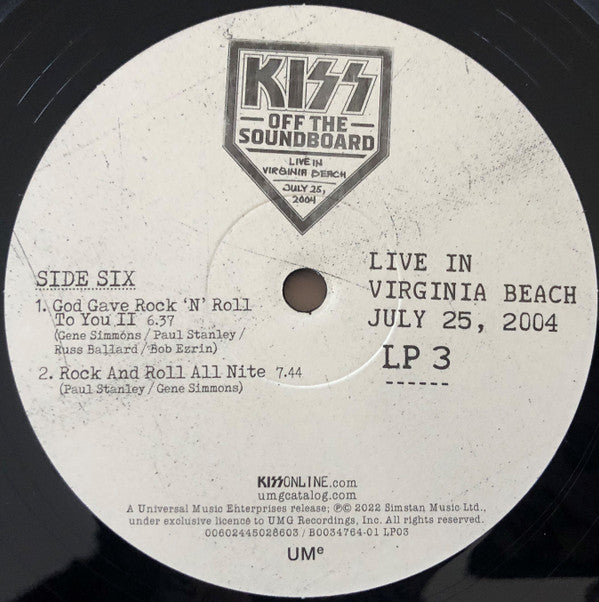 KISS
OFF THE
SOUNDBOARD
LIVE IN
VIRGINIA BEACH
JULY 25,
2004
SIDE SIX
1. God Gave Rock ‘N’ Roll
To You II 6.37
(Gene Simmons / Paul Stanley /
Russ Ballard / Bob Ezrin)
2. Rock And Roll All Nite 7.44
(Paul Stanley / Gene Simmons)
LIVE IN
VIRGINIA BEACH
JULY 25, 2004
LP 3
------
KISSONLINE.com
umgcatalog.com
A Universal Music Enterprises release; ℗© 2022 Simstan Music Ltd.,
under exclusive licence to UMG Recordings, Inc. All rights reserved.
00602445028603 / B0034764-01 LP03
UMe